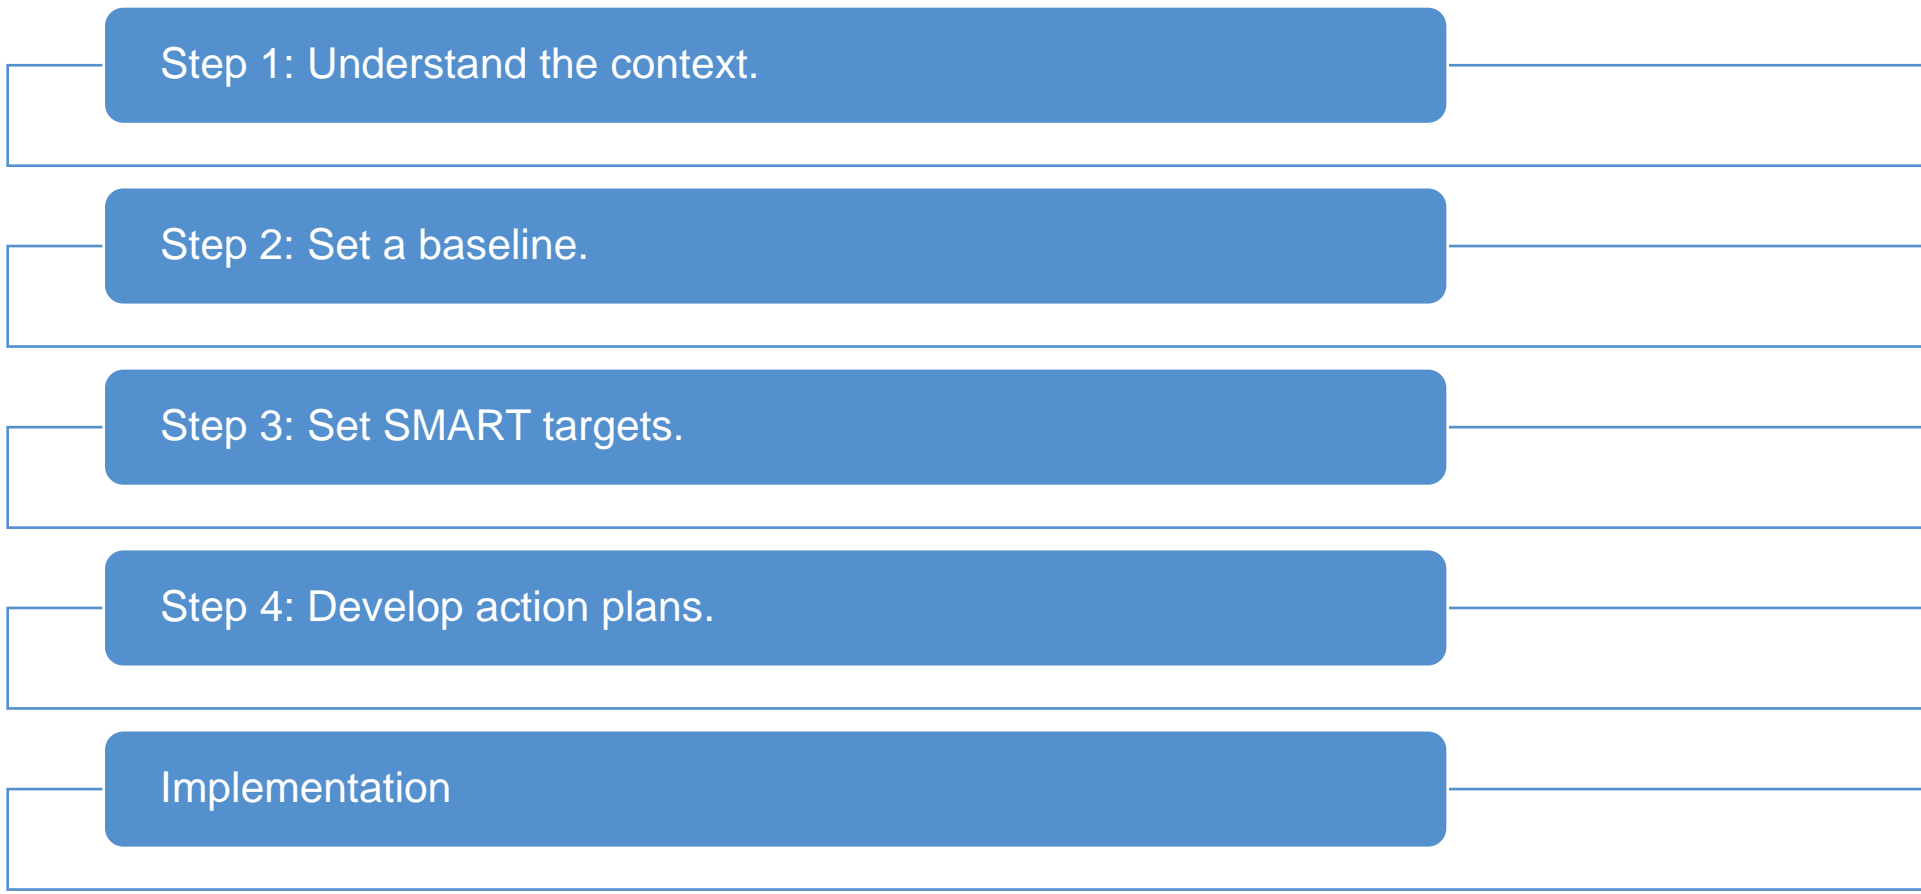 Step 1: Understand the context.
Step 2: Set a baseline.
Step 3: Set SMART targets.
Step 4: Develop action plans.
Implementation